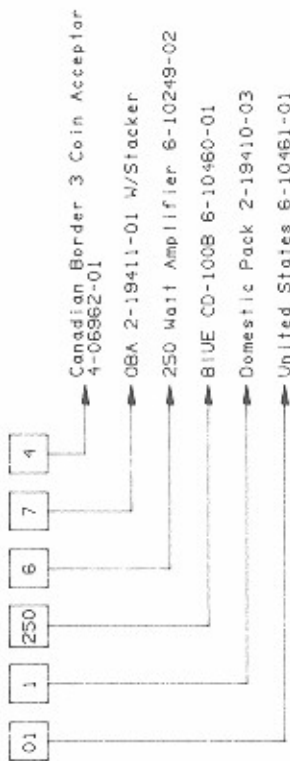 01 1 250 6 7 4
Canadian Border 3 Coin Acceptor
4-06962-01
OBA 2-19411-01 W/Stacker
250 Watt Amplifier 6-10249-02
BlUE CD-100B 6-10460-01
Domestic Pack 2-19410-03
United States 6-10461-01